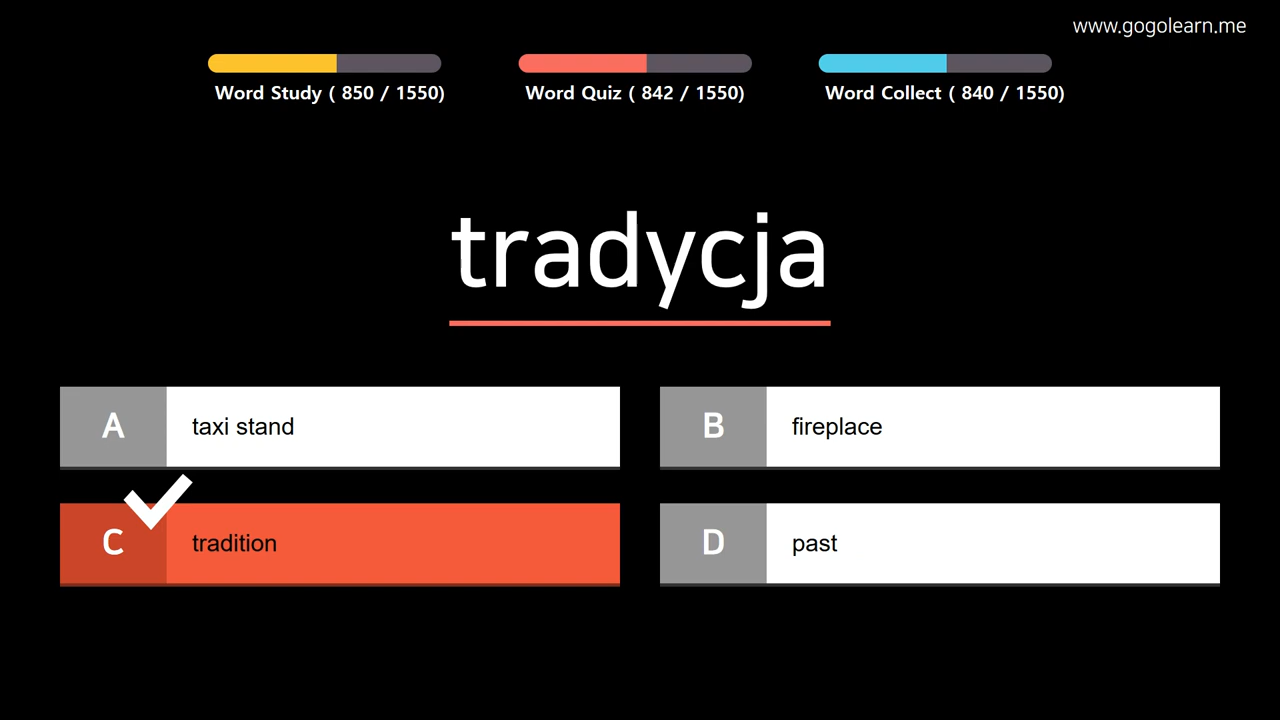 www.gogolearn.me
Word Study ( 850 / 1550)
Word Quiz ( 842 / 1550)
Word Collect ( 840 / 1550)
tradycja
A taxi stand
B fireplace
C tradition
D past